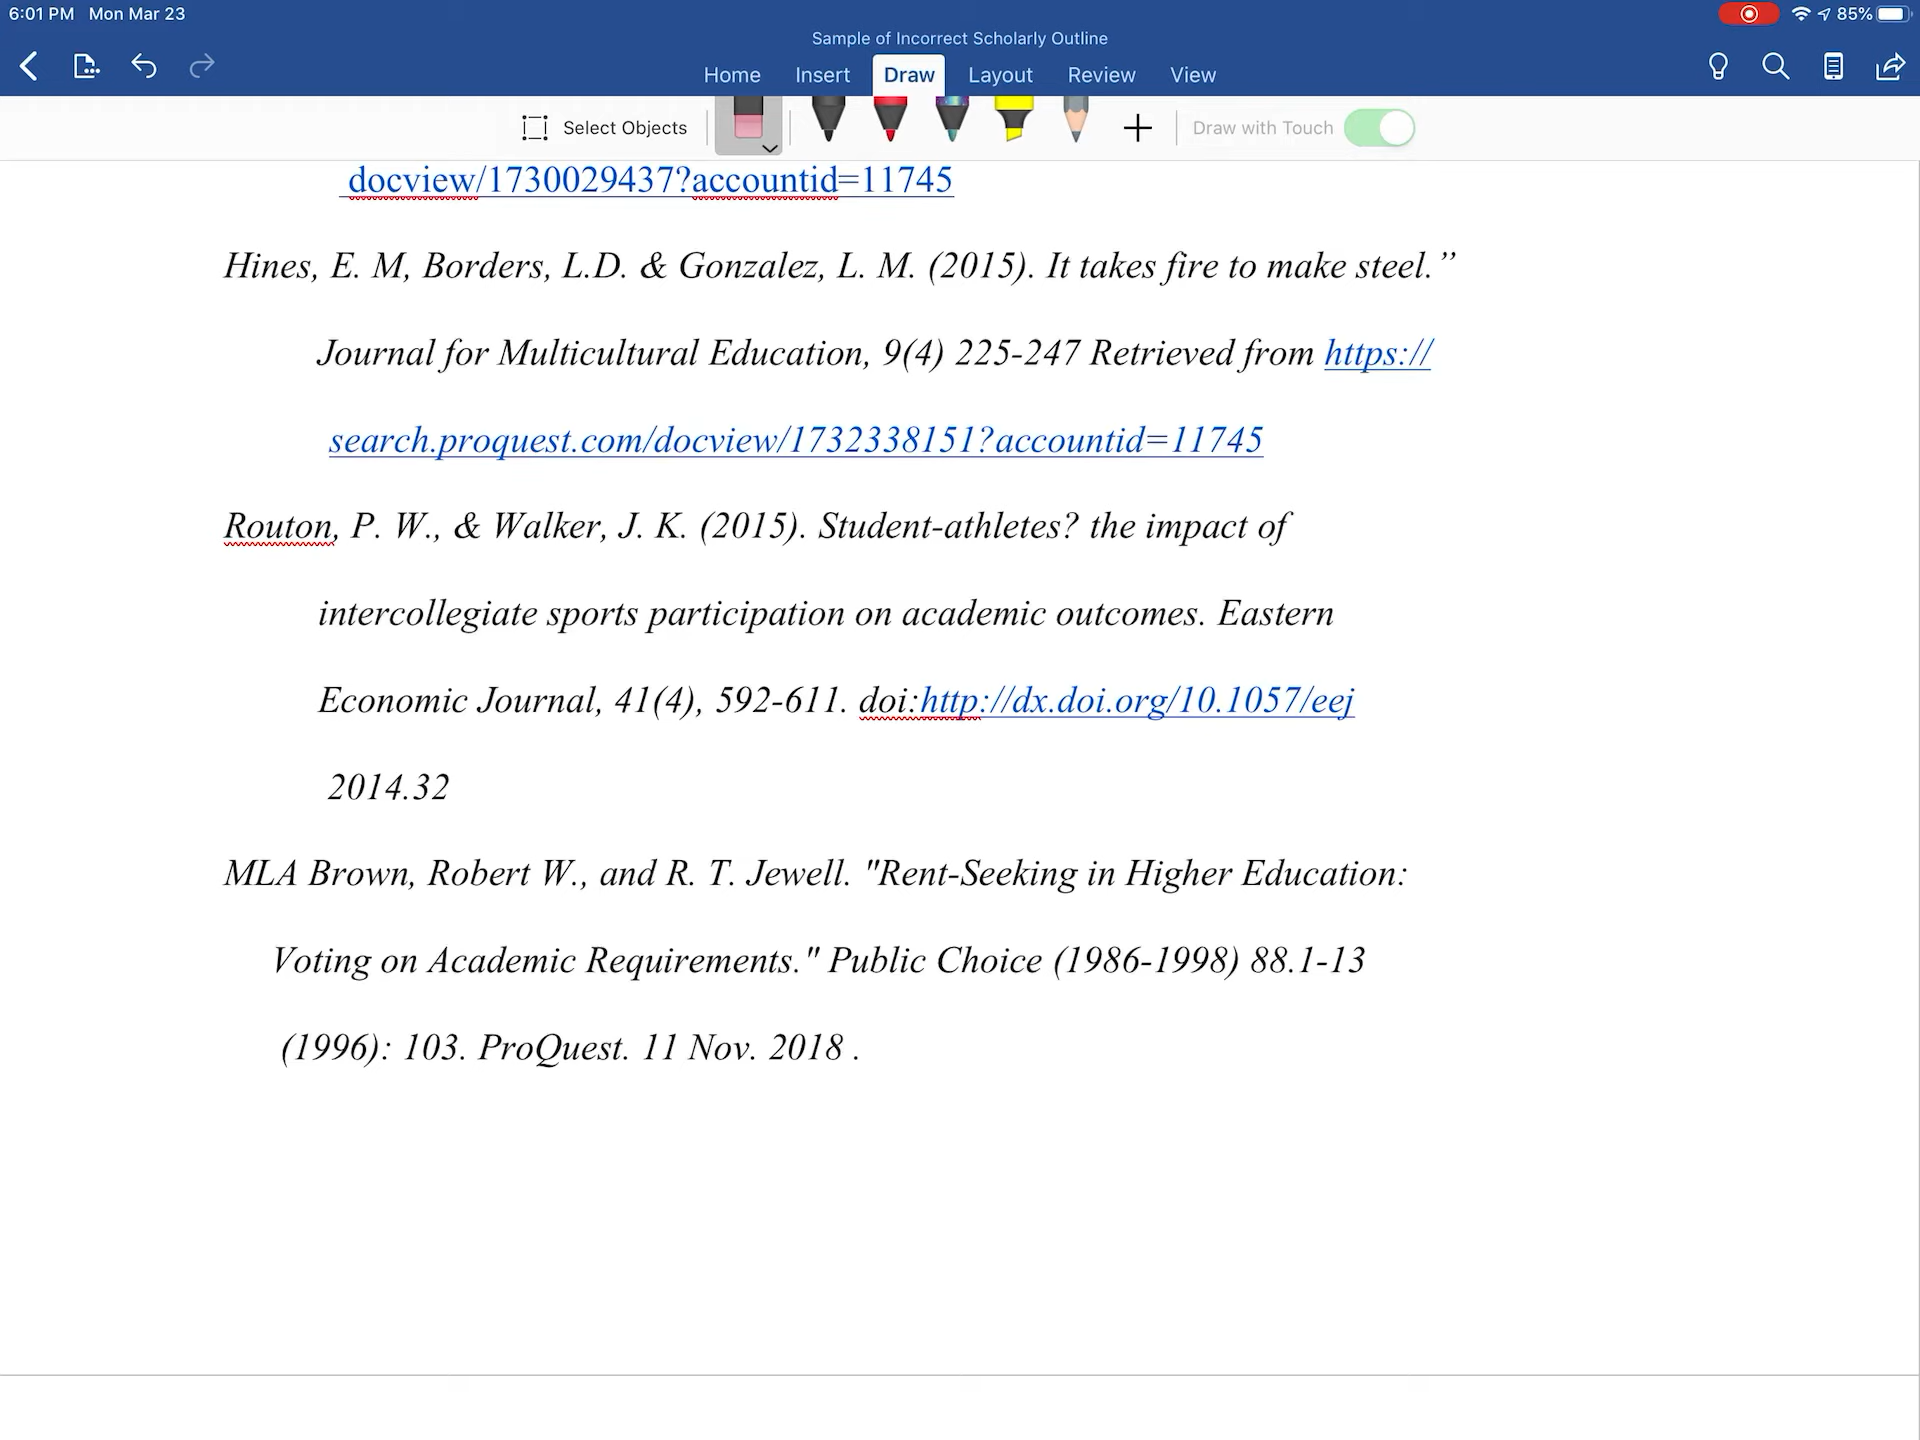 6:01 PM Mon Mar 23
85%
Sample of Incorrect Scholarly Outline
Home Insert Draw Layout Review View
Select Objects
Draw with Touch
docview/1730029437?accountid=11745
Hines, E. M, Borders, L.D. & Gonzalez, L. M. (2015). It takes fire to make steel.”
Journal for Multicultural Education, 9(4) 225-247 Retrieved from https://
search.proquest.com/docview/1732338151?accountid=11745
Routon, P. W., & Walker, J. K. (2015). Student-athletes? the impact of
intercollegiate sports participation on academic outcomes. Eastern
Economic Journal, 41(4), 592-611. doi:http://dx.doi.org/10.1057/eej
2014.32
MLA Brown, Robert W., and R. T. Jewell. "Rent-Seeking in Higher Education:
Voting on Academic Requirements." Public Choice (1986-1998) 88.1-13
(1996): 103. ProQuest. 11 Nov. 2018 .